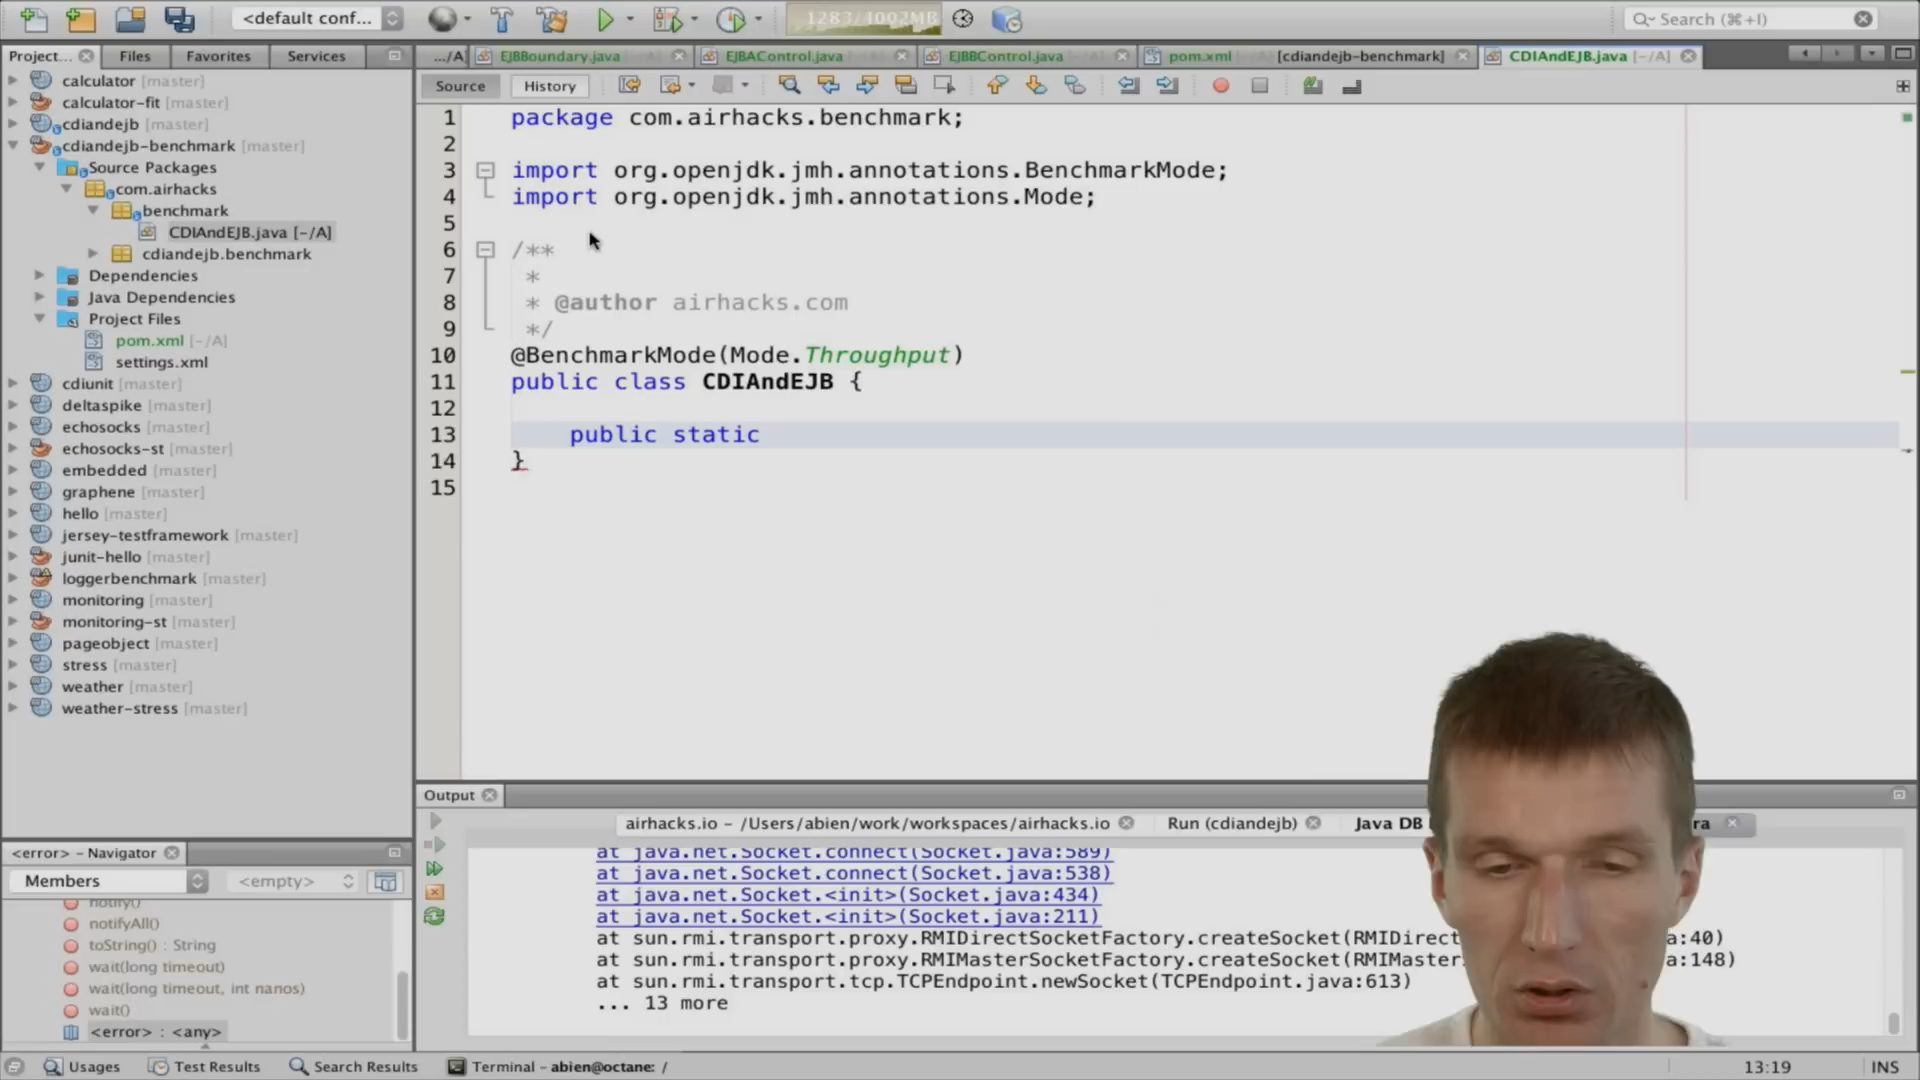 <default conf...
1283/4002MB
Search (⌘+I)
Project...
Files
Favorites
Services
.../A]
EJBBoundary.java
EJBAControl.java
EJBBControl.java
pom.xml [cdiandejb-benchmark]
CDIAndEJB.java [-/A]
Source
History
calculator [master]
calculator-fit [master]
cdiandejb [master]
cdiandejb-benchmark [master]
Source Packages
com.airhacks
benchmark
CDIAndEJB.java [-/A]
cdiandejb.benchmark
Dependencies
Java Dependencies
Project Files
pom.xml [-/A]
settings.xml
cdiunit [master]
deltaspike [master]
echosocks [master]
echosocks-st [master]
embedded [master]
graphene [master]
hello [master]
jersey-testframework [master]
junit-hello [master]
loggerbenchmark [master]
monitoring [master]
monitoring-st [master]
pageobject [master]
stress [master]
weather [master]
weather-stress [master]
1 package com.airhacks.benchmark;
2
3 import org.openjdk.jmh.annotations.BenchmarkMode;
4 import org.openjdk.jmh.annotations.Mode;
5
6 /**
7 *
8 * @author airhacks.com
9 */
10 @BenchmarkMode(Mode.Throughput)
11 public class CDIAndEJB {
12
13 public static
14 }
15
<error> - Navigator
Members
<empty>
notify()
notifyAll()
toString() : String
wait(long timeout)
wait(long timeout, int nanos)
wait()
<error> : <any>
Output
airhacks.io - /Users/abien/work/workspaces/airhacks.io
Run (cdiandejb)
Java DB
ra
at java.net.Socket.connect(Socket.java:589)
at java.net.Socket.connect(Socket.java:538)
at java.net.Socket.<init>(Socket.java:434)
at java.net.Socket.<init>(Socket.java:211)
at sun.rmi.transport.proxy.RMIDirectSocketFactory.createSocket(RMIDirect a:40)
at sun.rmi.transport.proxy.RMIMasterSocketFactory.createSocket(RMIMaster a:148)
at sun.rmi.transport.tcp.TCPEndpoint.newSocket(TCPEndpoint.java:613)
... 13 more
Usages
Test Results
Search Results
Terminal - abien@octane: /
13:19
INS